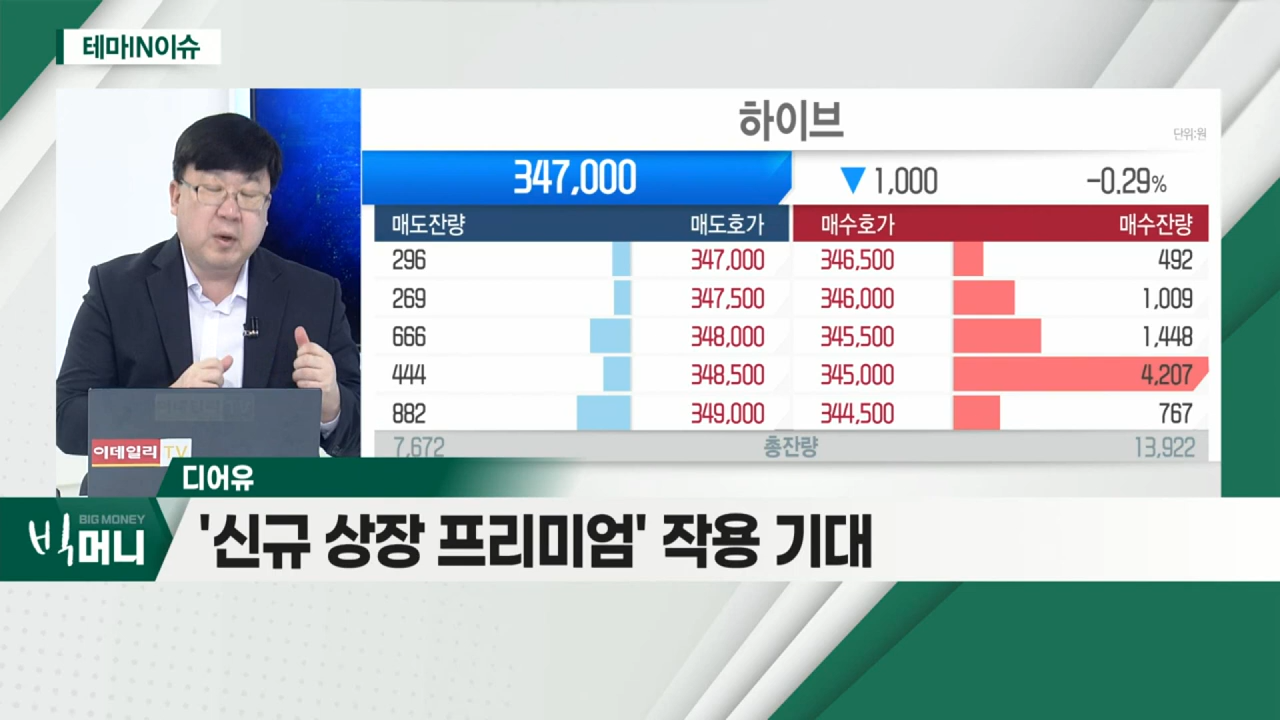 테마IN이슈
하이브
단위:원
347,000 ▼ 1,000 -0.29%
매도잔량 매도호가 매수호가 매수잔량
296 347,000 346,500 492
269 347,500 346,000 1,009
666 348,000 345,500 1,448
444 348,500 345,000 4,207
882 349,000 344,500 767
7,672 총잔량 13,922
이데일리 TV
디어유
BIG MONEY
빅머니
'신규 상장 프리미엄' 작용 기대